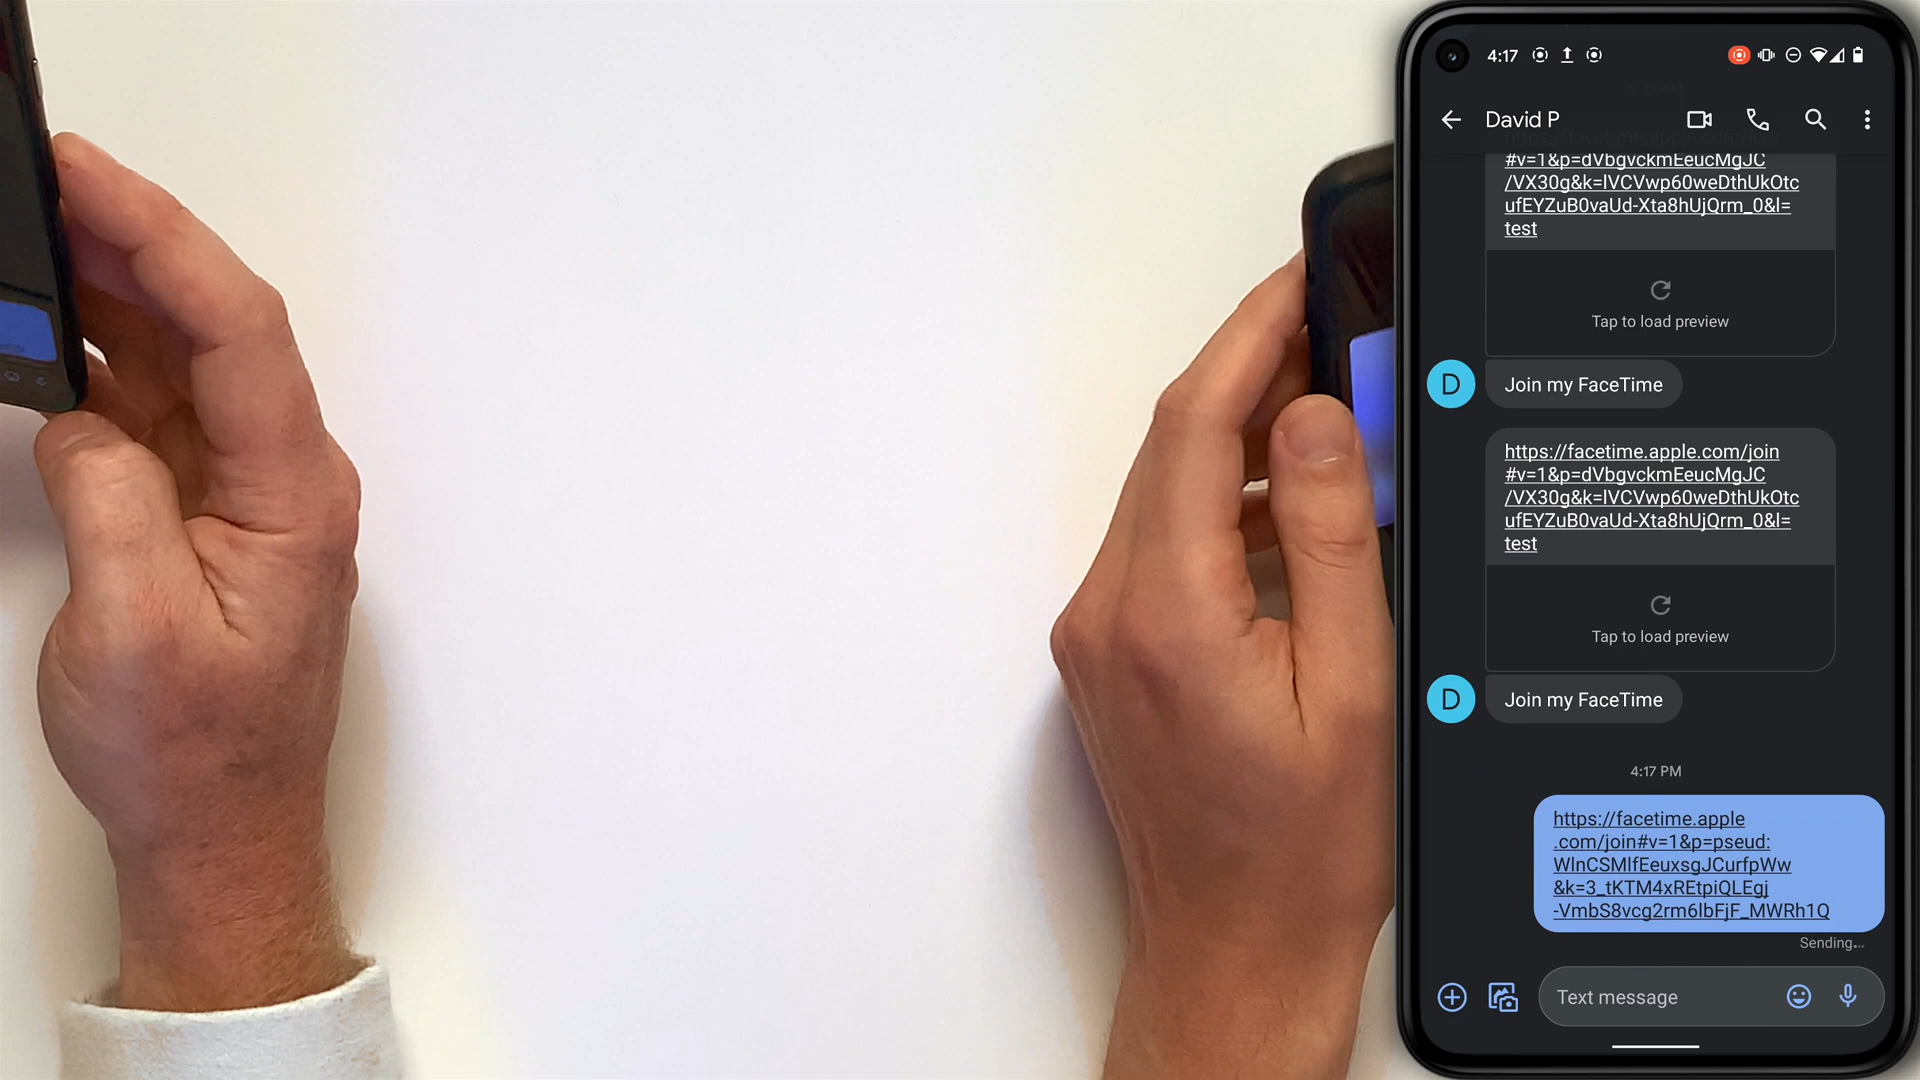 4:17
David P
#v=1&p=dVbgvckmEeucMgJC
/VX30g&k=lVCVwp60weDthUkOtc
ufEYZuB0vaUd-Xta8hUjQrm_0&l=
test
Tap to load preview
D
Join my FaceTime
https://facetime.apple.com/join
#v=1&p=dVbgvckmEeucMgJC
/VX30g&k=lVCVwp60weDthUkOtc
ufEYZuB0vaUd-Xta8hUjQrm_0&l=
test
Tap to load preview
D
Join my FaceTime
4:17 PM
https://facetime.apple
.com/join#v=1&p=pseud:
WlnCSMlfEeuxsgJCurfpWw
&k=3_tKTM4xREtpiQLEgj
-VmbS8vcg2rm6lbFjF_MWRh1Q
Sending...
Text message